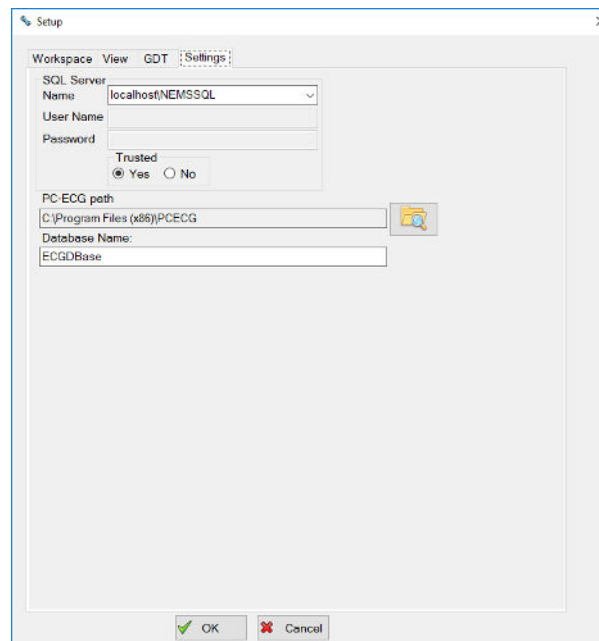 Setup
Workspace View GDT Settings
SQL Server
Name localhost\NEMSSQL
User Name
Password
Trusted
Yes No
PC-ECG path
C:\Program Files (x86)\PCECG
Database Name:
ECGDBase
OK Cancel